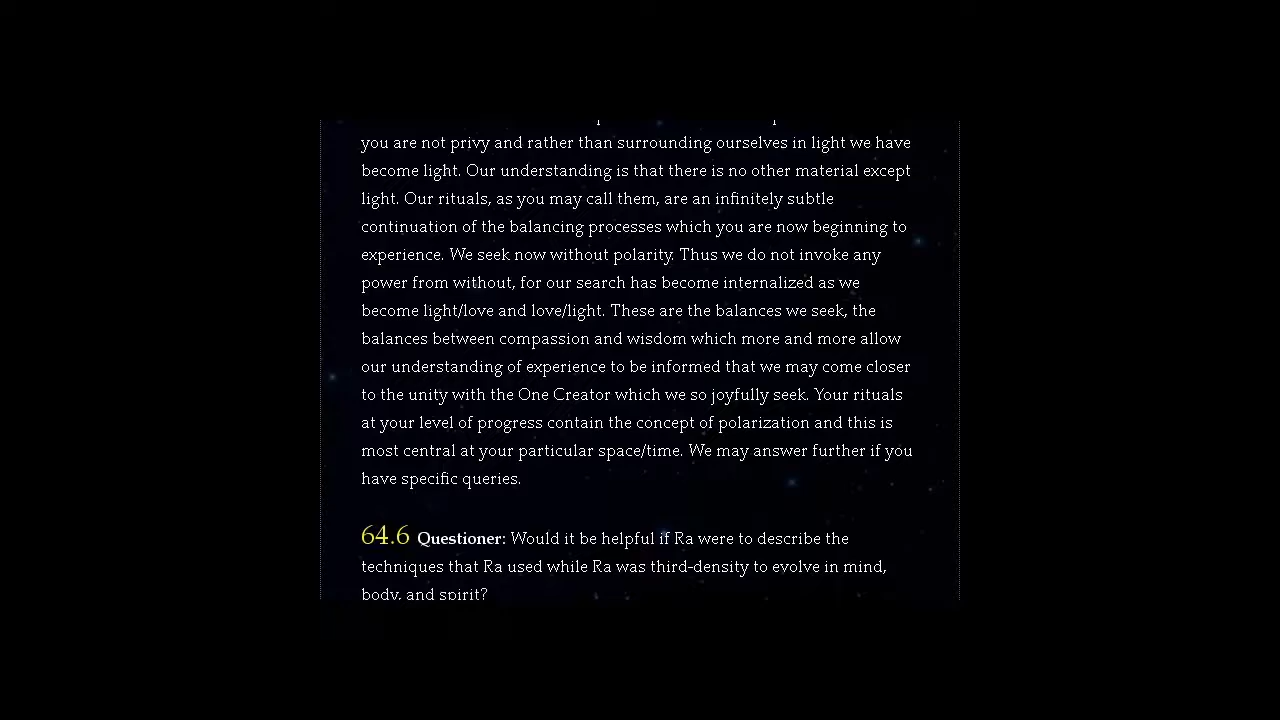 you are not privy and rather than surrounding ourselves in light we have
become light. Our understanding is that there is no other material except
light. Our rituals, as you may call them, are an infinitely subtle
continuation of the balancing processes which you are now beginning to
experience. We seek now without polarity. Thus we do not invoke any
power from without, for our search has become internalized as we
become light/love and love/light. These are the balances we seek, the
balances between compassion and wisdom which more and more allow
our understanding of experience to be informed that we may come closer
to the unity with the One Creator which we so joyfully seek. Your rituals
at your level of progress contain the concept of polarization and this is
most central at your particular space/time. We may answer further if you
have specific queries.
64.6 Questioner: Would it be helpful if Ra were to describe the
techniques that Ra used while Ra was third-density to evolve in mind,
body, and spirit?